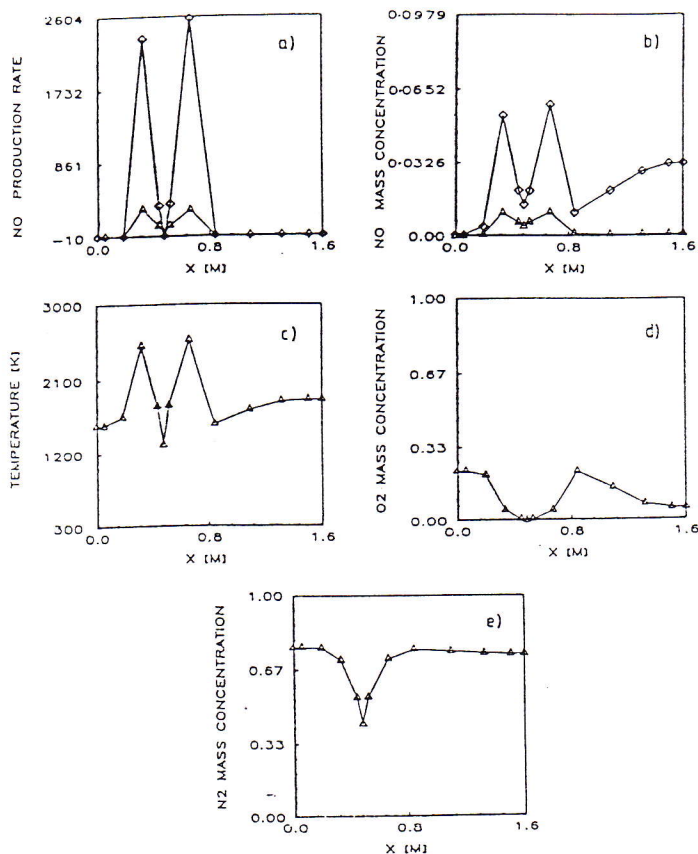 a)
NO PRODUCTION RATE
2604
1732
861
-10
0.0
0.8
1.6
X [M]
b)
NO MASS CONCENTRATION
0.0979
0.0652
0.0326
0.00
0.0
0.8
1.6
X [M]
c)
TEMPERATURE [K]
3000
2100
1200
300
0.0
0.8
1.6
X [M]
d)
O2 MASS CONCENTRATION
1.00
0.67
0.33
0.00
0.0
0.8
1.6
X [M]
e)
N2 MASS CONCENTRATION
1.00
0.67
0.33
0.00
0.0
0.8
1.6
X [M]